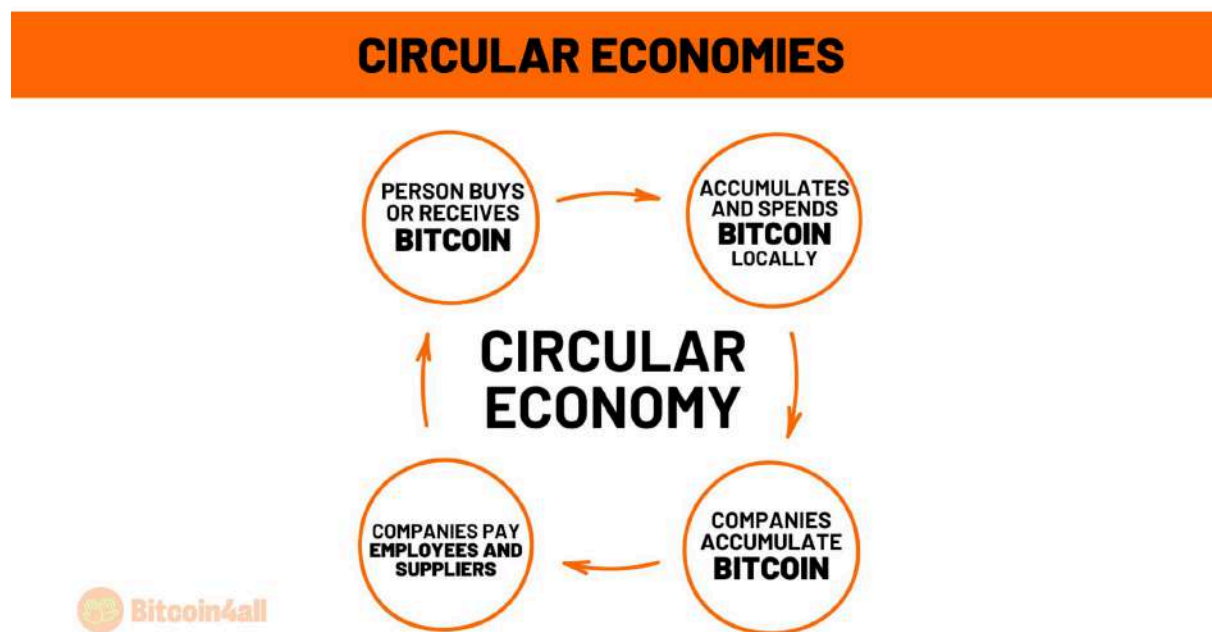 CIRCULAR ECONOMIES
PERSON BUYS
OR RECEIVES
BITCOIN
ACCUMULATES
AND SPENDS
BITCOIN
LOCALLY
CIRCULAR
ECONOMY
COMPANIES PAY
EMPLOYEES AND
SUPPLIERS
COMPANIES
ACCUMULATE
BITCOIN
Bitcoin4all